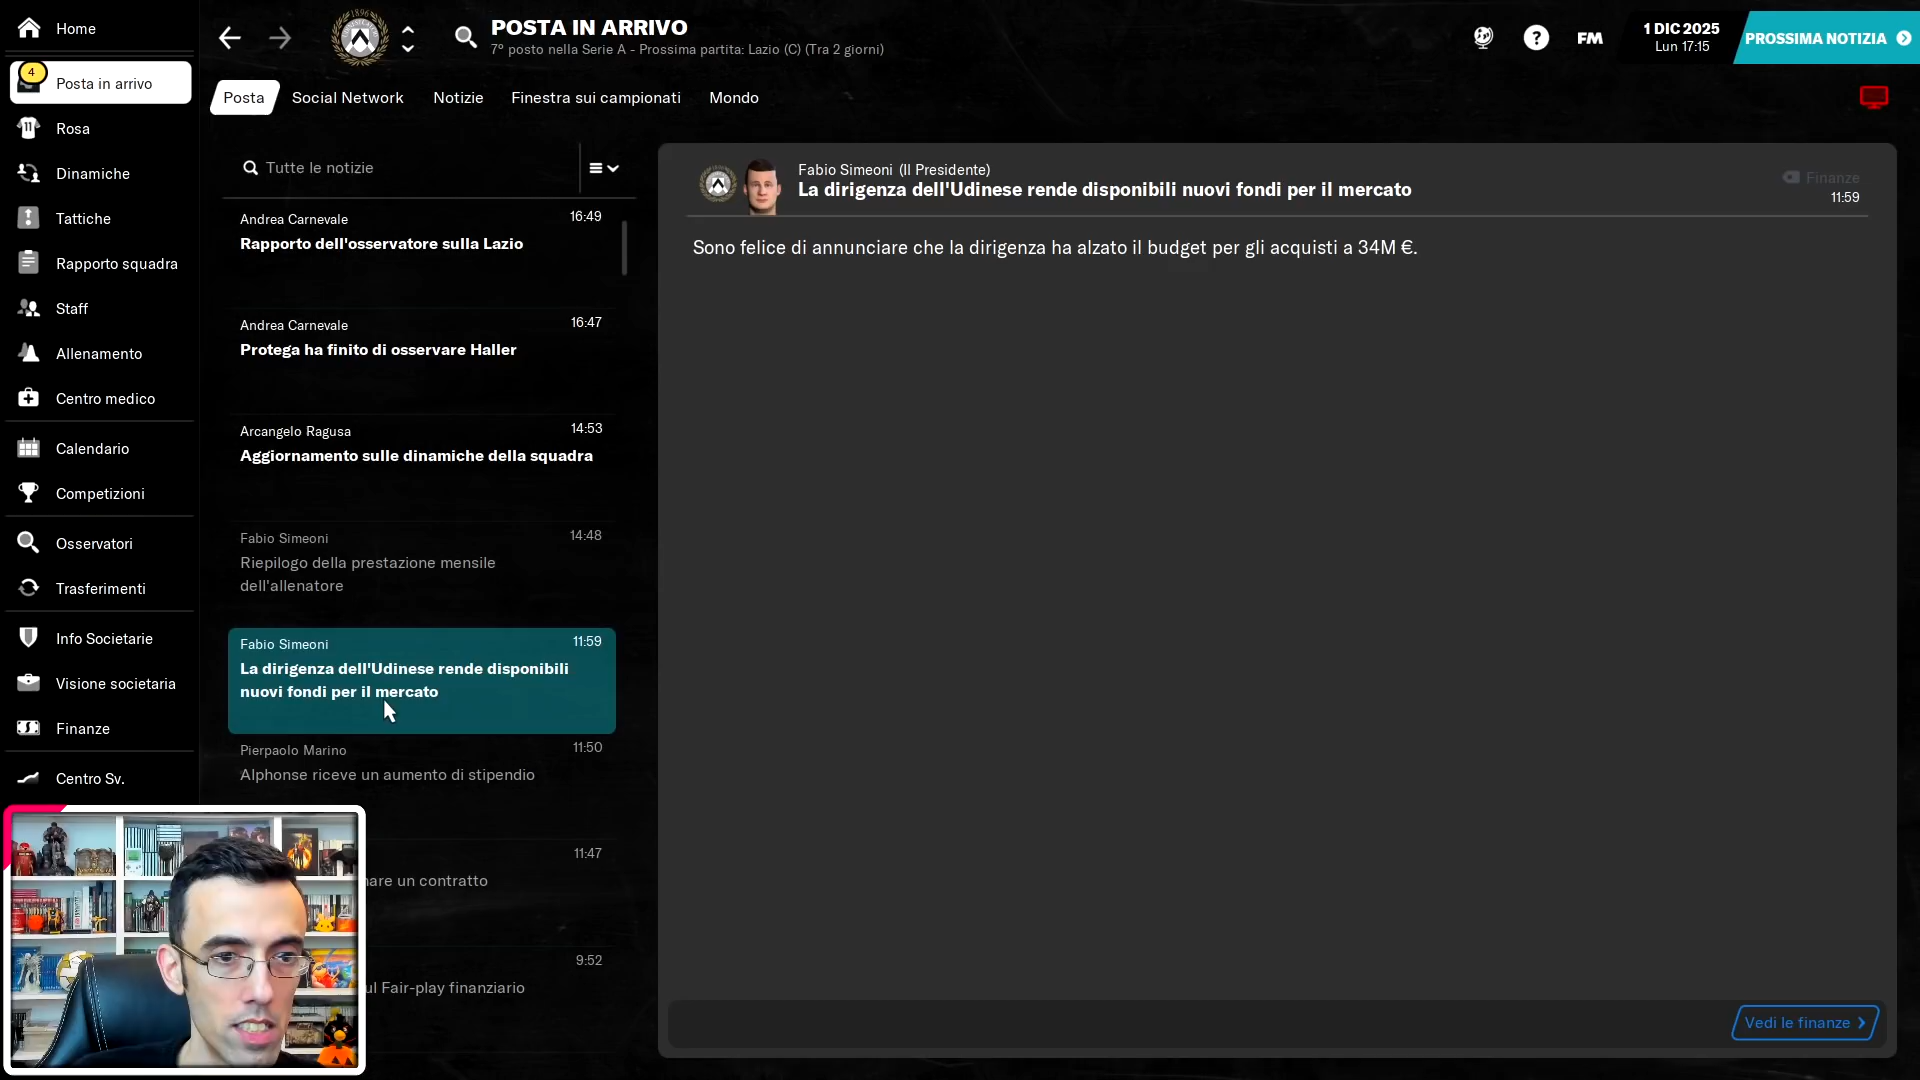 Home
4
Posta in arrivo
Rosa
Dinamiche
Tattiche
Rapporto squadra
Staff
Allenamento
Centro medico
Calendario
Competizioni
Osservatori
Trasferimenti
Info Societarie
Visione societaria
Finanze
Centro Sv.
POSTA IN ARRIVO
7º posto nella Serie A - Prossima partita: Lazio (C) (Tra 2 giorni)
FM
1 DIC 2025
Lun 17:15
PROSSIMA NOTIZIA
Posta
Social Network
Notizie
Finestra sui campionati
Mondo
Tutte le notizie
Andrea Carnevale
16:49
Rapporto dell'osservatore sulla Lazio
Andrea Carnevale
16:47
Protega ha finito di osservare Haller
Arcangelo Ragusa
14:53
Aggiornamento sulle dinamiche della squadra
Fabio Simeoni
14:48
Riepilogo della prestazione mensile
dell'allenatore
Fabio Simeoni
11:59
La dirigenza dell'Udinese rende disponibili
nuovi fondi per il mercato
Pierpaolo Marino
11:50
Alphonse riceve un aumento di stipendio
11:47
un contratto
9:52
Fair-play finanziario
Fabio Simeoni (Il Presidente)
La dirigenza dell'Udinese rende disponibili nuovi fondi per il mercato
Finanze
11:59
Sono felice di annunciare che la dirigenza ha alzato il budget per gli acquisti a 34M €.
Vedi le finanze